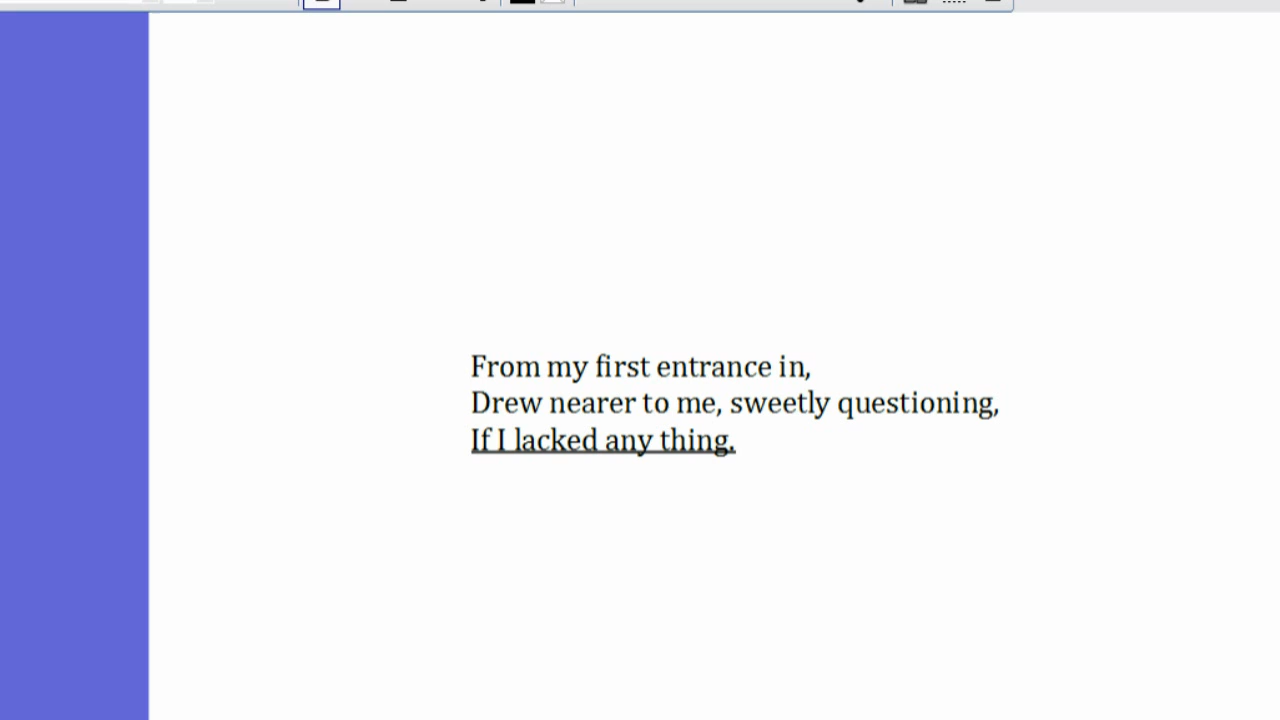 From my first entrance in,
Drew nearer to me, sweetly questioning,
If I lacked any thing.